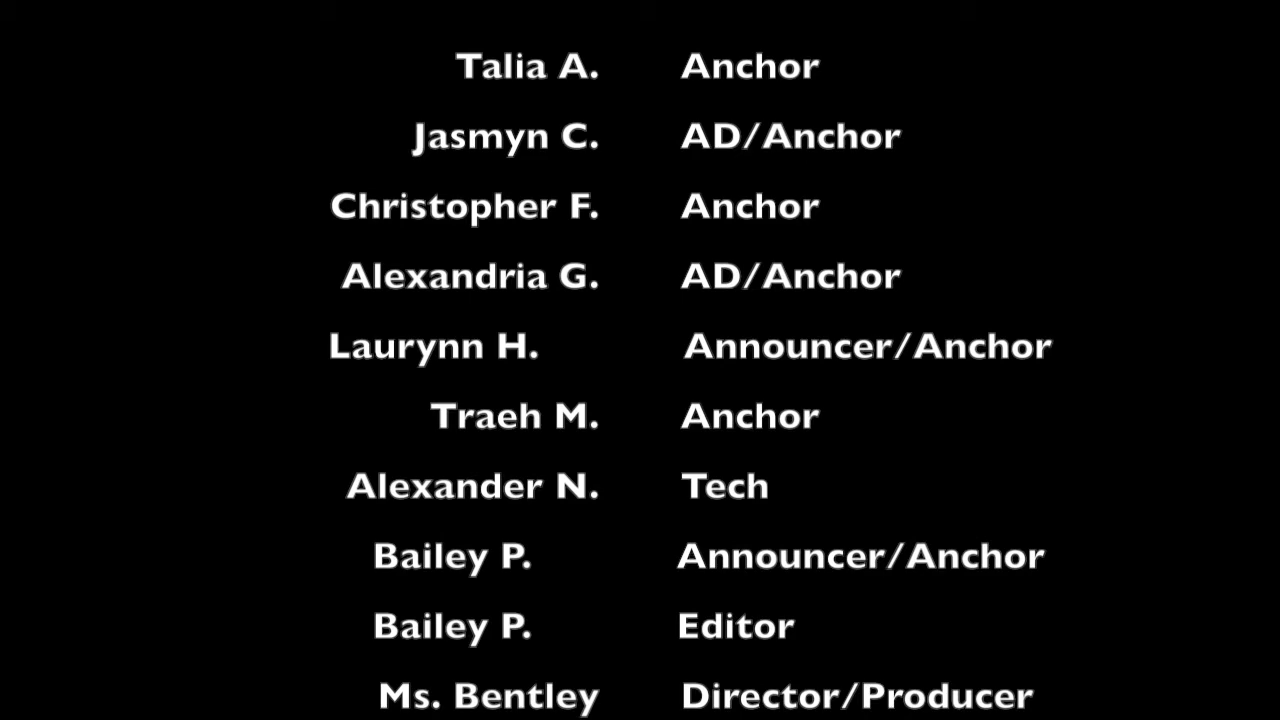 Talia A. Anchor
Jasmyn C. AD/Anchor
Christopher F. Anchor
Alexandria G. AD/Anchor
Laurynn H. Announcer/Anchor
Traeh M. Anchor
Alexander N. Tech
Bailey P. Announcer/Anchor
Bailey P. Editor
Ms. Bentley Director/Producer